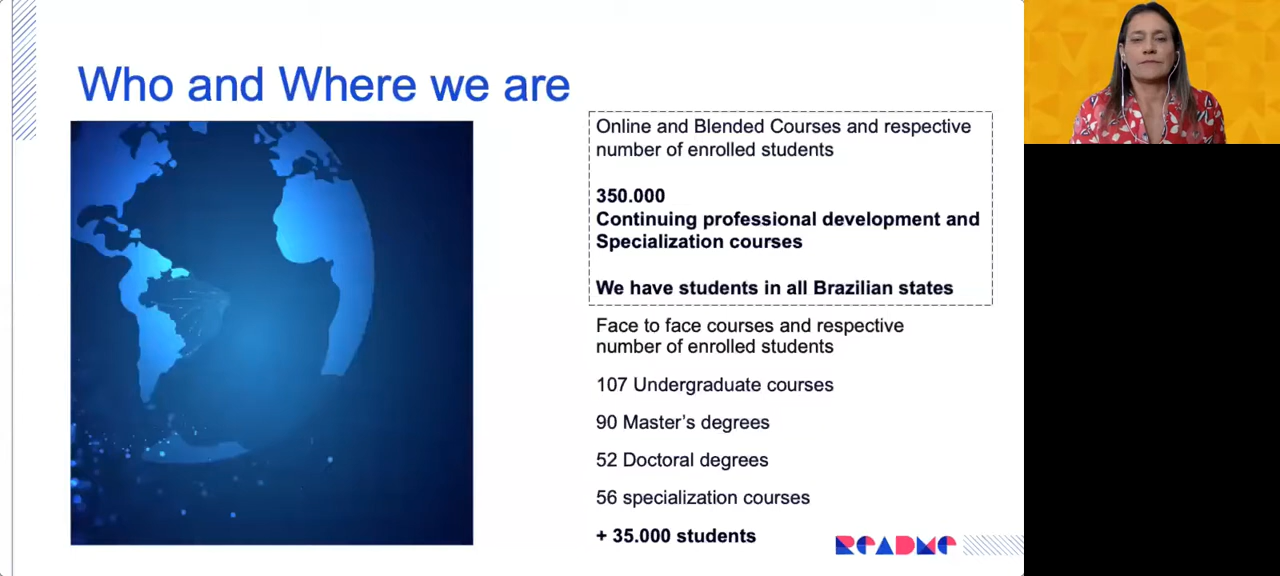 Who and Where we are
Online and Blended Courses and respective
number of enrolled students
350.000
Continuing professional development and
Specialization courses
We have students in all Brazilian states
Face to face courses and respective
number of enrolled students
107 Undergraduate courses
90 Master's degrees
52 Doctoral degrees
56 specialization courses
+ 35.000 students
README